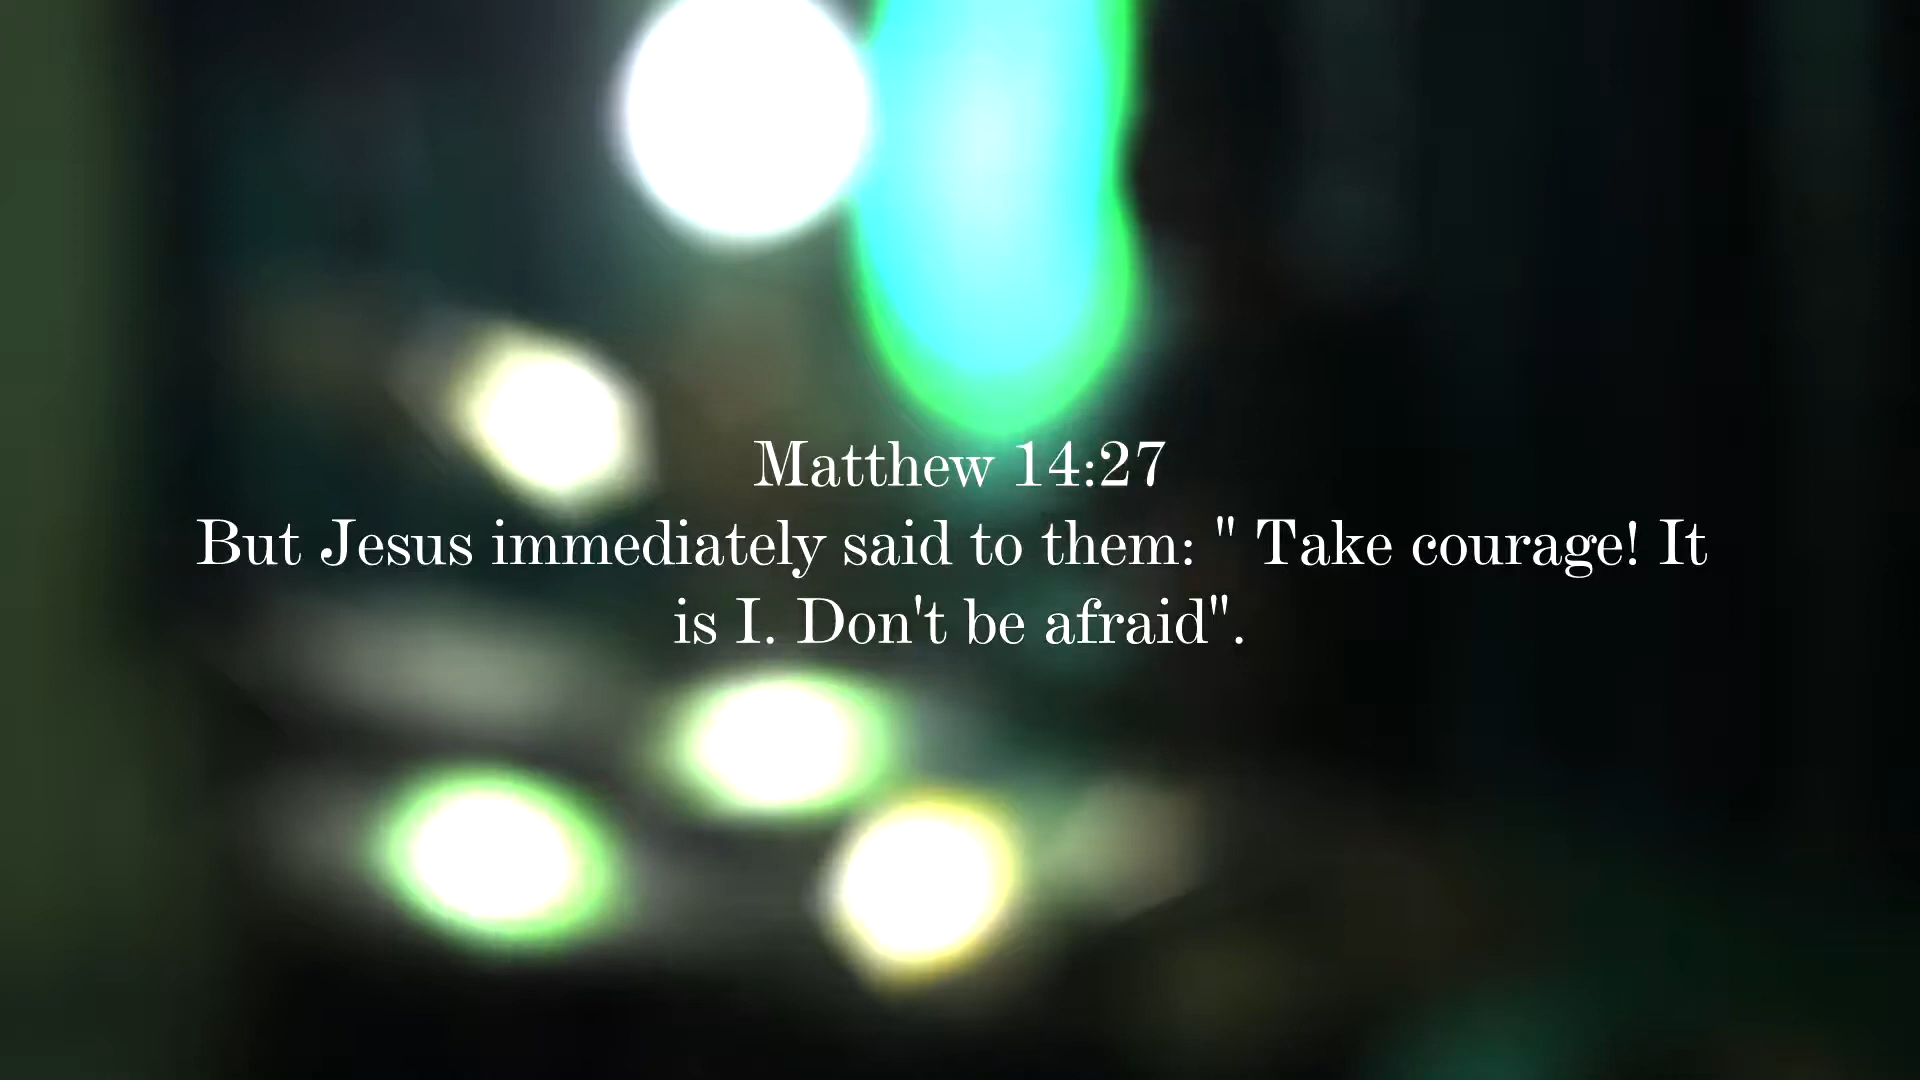 Matthew 14:27
But Jesus immediately said to them: " Take courage! It
is I. Don't be afraid".